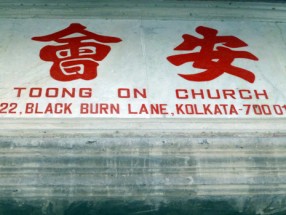 會 安
TOONG ON CHURCH
22, BLACK BURN LANE, KOLKATA-700 01